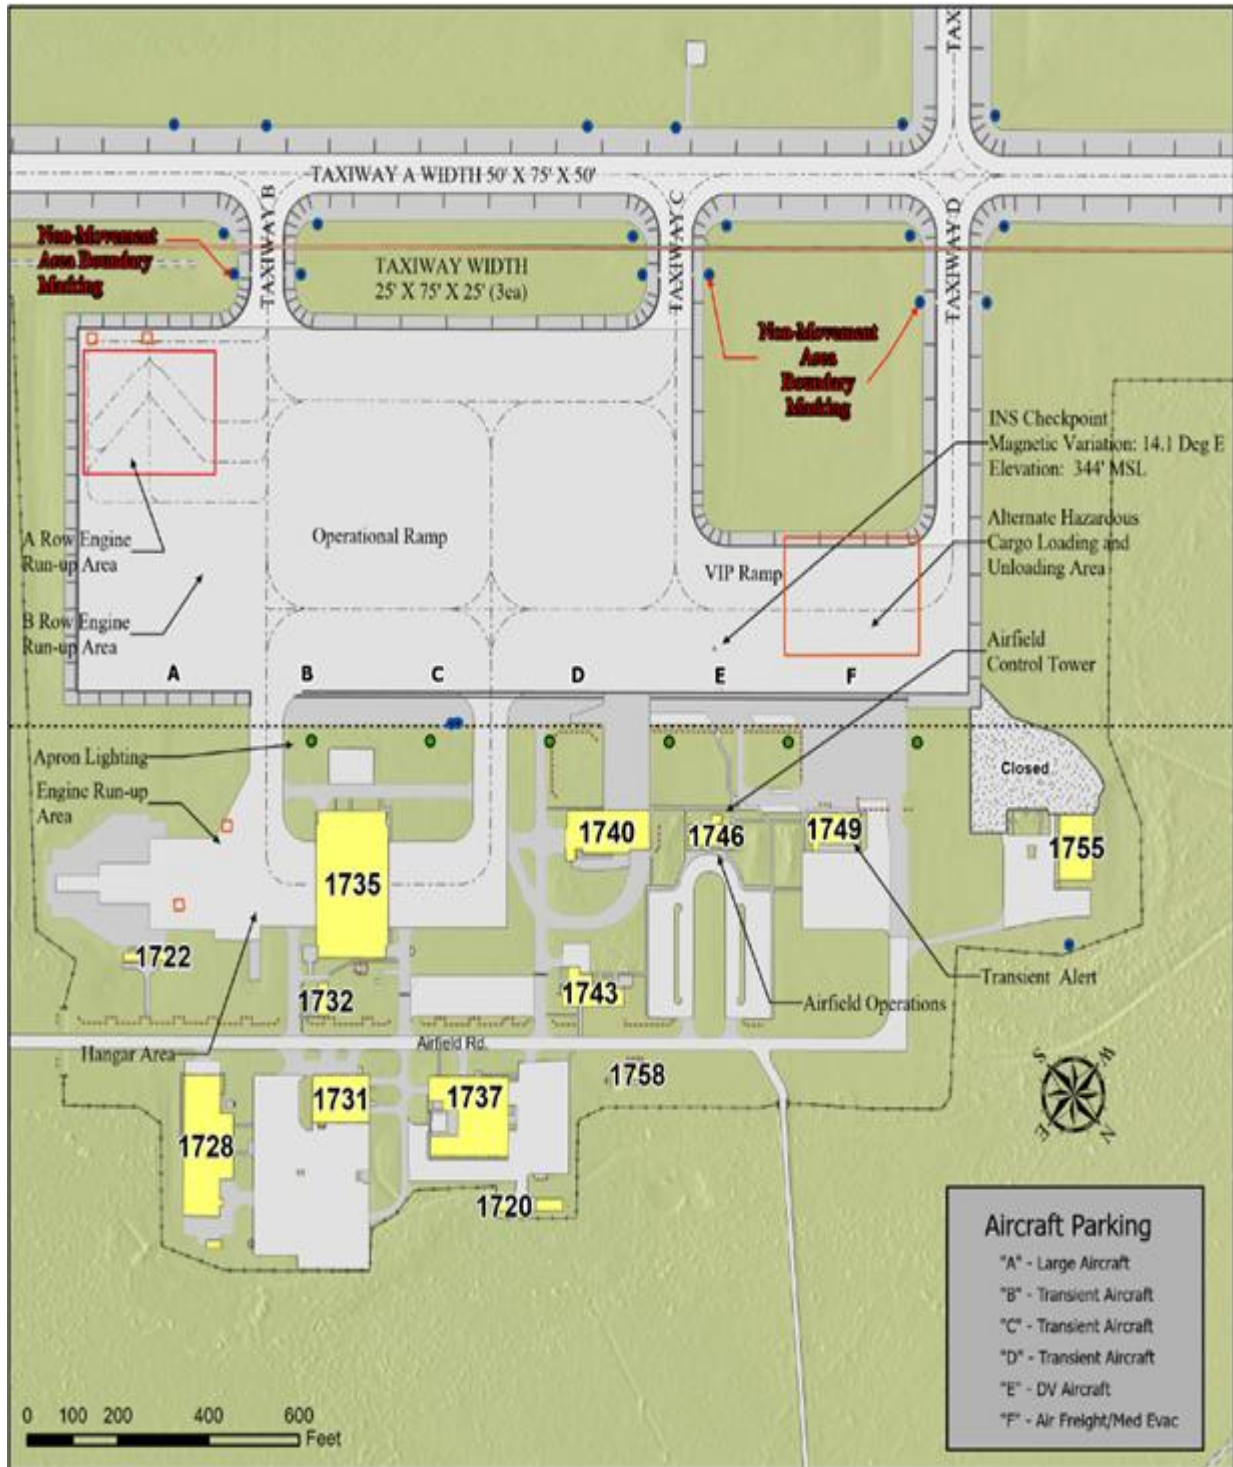 TAXI
TAXIWAY A WIDTH 50' X 75' X 50'
TAXIWAY B
TAXIWAY C
TAXIWAY D
Non-Movement
Area Boundary
Marking
TAXIWAY WIDTH
25' X 75' X 25' (3ea)
Non-Movement
Area
Boundary
Marking
INS Checkpoint
Magnetic Variation: 14.1 Deg E
Elevation: 344' MSL
A Row Engine
Run-up Area
Operational Ramp
Alternate Hazardous
Cargo Loading and
Unloading Area
VIP Ramp
B Row Engine
Run-up Area
Airfield
Control Tower
A
B
C
D
E
F
Apron Lighting
Closed
Engine Run-up
Area
1740
1746
1749
1755
1735
1722
1732
1743
Transient Alert
Airfield Operations
Hangar Area
Airfield Rd.
1758
1731
1737
1728
1720
S
W
E
N
Aircraft Parking
"A" - Large Aircraft
"B" - Transient Aircraft
"C" - Transient Aircraft
"D" - Transient Aircraft
"E" - DV Aircraft
"F" - Air Freight/Med Evac
0 100 200 400 600
Feet